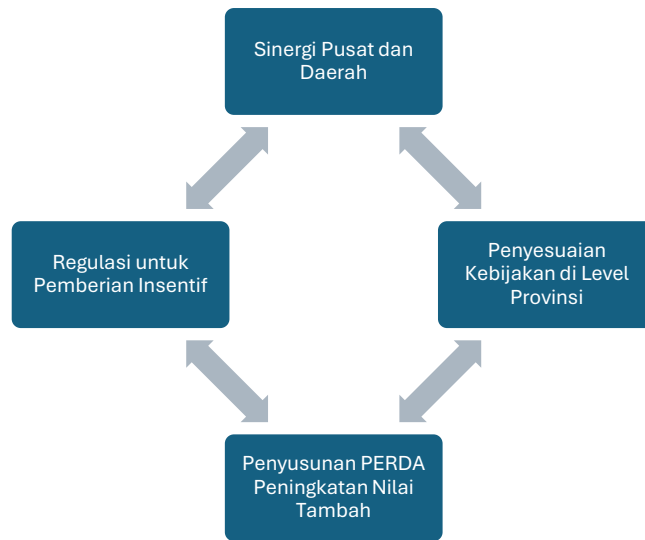 Sinergi Pusat dan
Daerah
Regulasi untuk
Pemberian Insentif
Penyesuaian
Kebijakan di Level
Provinsi
Penyusunan PERDA
Peningkatan Nilai
Tambah